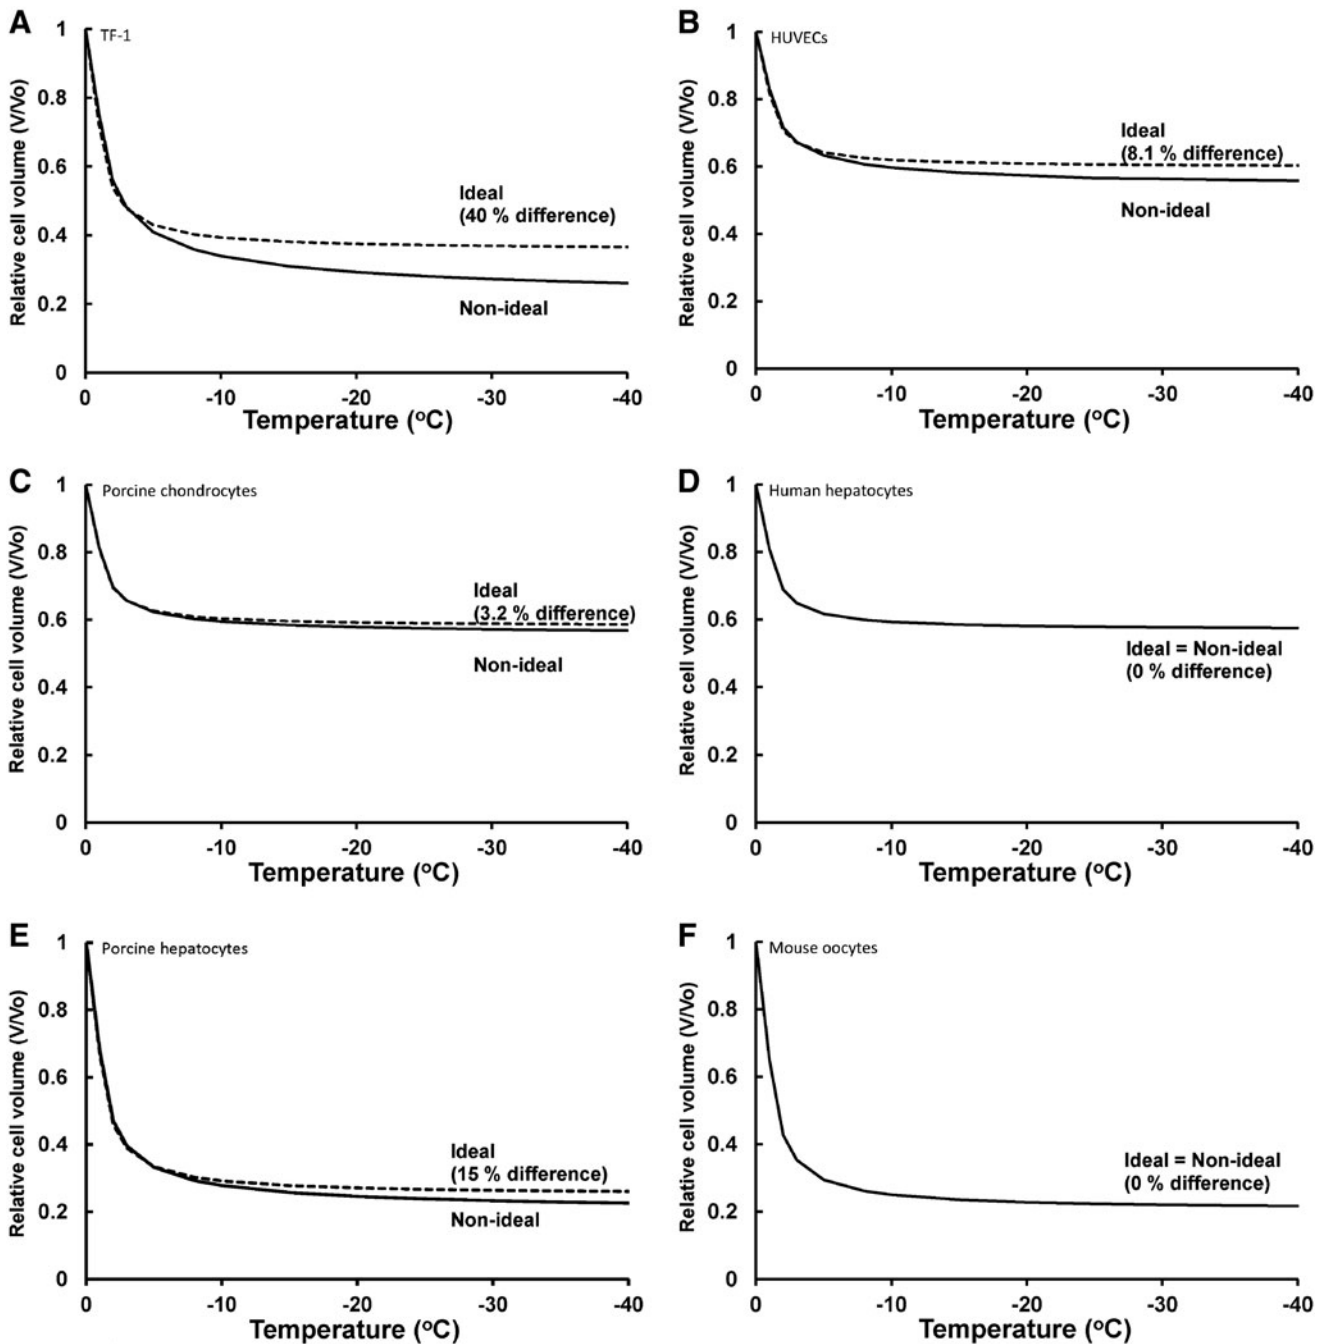 A
TF-1
Relative cell volume (V/Vo)
1
0.8
0.6
0.4
0.2
0
Ideal
(40 % difference)
Non-ideal
0
-10
-20
-30
-40
Temperature (oC)
B
HUVECs
Relative cell volume (V/Vo)
1
0.8
0.6
0.4
0.2
0
Ideal
(8.1 % difference)
Non-ideal
0
-10
-20
-30
-40
Temperature (oC)
C
Porcine chondrocytes
Relative cell volume (V/Vo)
1
0.8
0.6
0.4
0.2
0
Ideal
(3.2 % difference)
Non-ideal
0
-10
-20
-30
-40
Temperature (oC)
D
Human hepatocytes
Relative cell volume (V/Vo)
1
0.8
0.6
0.4
0.2
0
Ideal = Non-ideal
(0 % difference)
0
-10
-20
-30
-40
Temperature (oC)
E
Porcine hepatocytes
Relative cell volume (V/Vo)
1
0.8
0.6
0.4
0.2
0
Ideal
(15 % difference)
Non-ideal
0
-10
-20
-30
-40
Temperature (oC)
F
Mouse oocytes
Relative cell volume (V/Vo)
1
0.8
0.6
0.4
0.2
0
Ideal = Non-ideal
(0 % difference)
0
-10
-20
-30
-40
Temperature (oC)